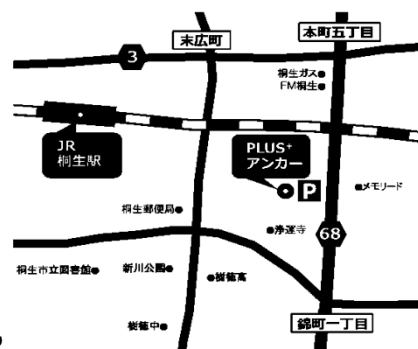 末広町
本町五丁目
3
桐生ガス
FM桐生
JR
桐生駅
PLUS+
アンカー
P
メモリード
桐生郵便局
浄運寺
68
桐生市立図書館
新川公園
樹徳高
樹徳中
錦町一丁目